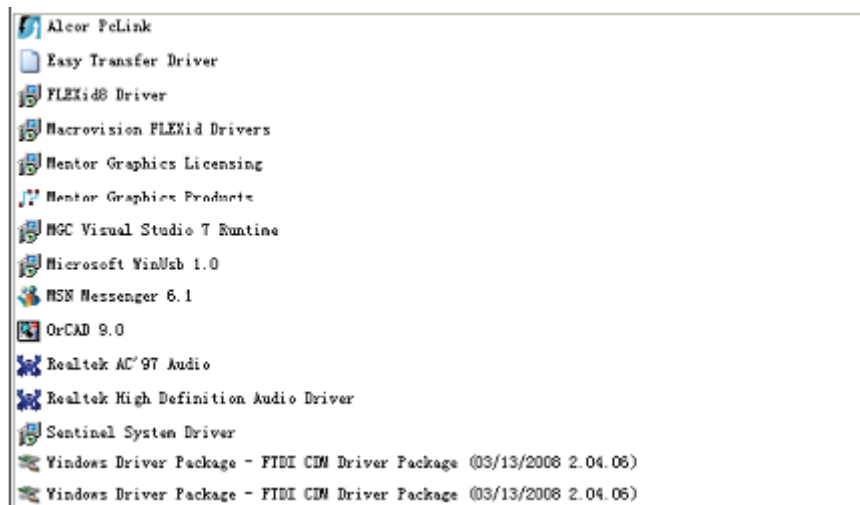 Alcor PcLink
Easy Transfer Driver
FLEXid8 Driver
Macrovision FLEXid Drivers
Mentor Graphics Licensing
Mentor Graphics Products
MGC Visual Studio 7 Runtime
Microsoft WinUsb 1.0
MSN Messenger 6.1
OrCAD 9.0
Realtek AC'97 Audio
Realtek High Definition Audio Driver
Sentinel System Driver
Windows Driver Package - FTDI CDM Driver Package (03/13/2008 2.04.06)
Windows Driver Package - FTDI CDM Driver Package (03/13/2008 2.04.06)